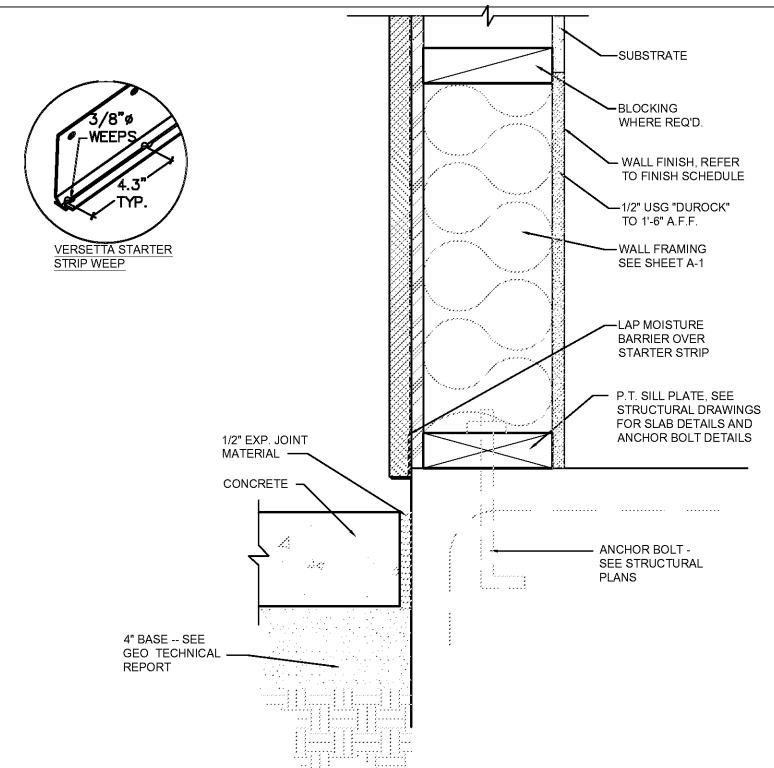 3/8"ø
WEEPS
4.3"
TYP.
VERSETTA STARTER
STRIP WEEP
SUBSTRATE
BLOCKING
WHERE REQ'D.
WALL FINISH, REFER
TO FINISH SCHEDULE
1/2" USG "DUROCK"
TO 1'-6" A.F.F.
WALL FRAMING
SEE SHEET A-1
LAP MOISTURE
BARRIER OVER
STARTER STRIP
P.T. SILL PLATE, SEE
STRUCTURAL DRAWINGS
FOR SLAB DETAILS AND
ANCHOR BOLT DETAILS
1/2" EXP. JOINT
MATERIAL
CONCRETE
ANCHOR BOLT -
SEE STRUCTURAL
PLANS
4" BASE -- SEE
GEO TECHNICAL
REPORT